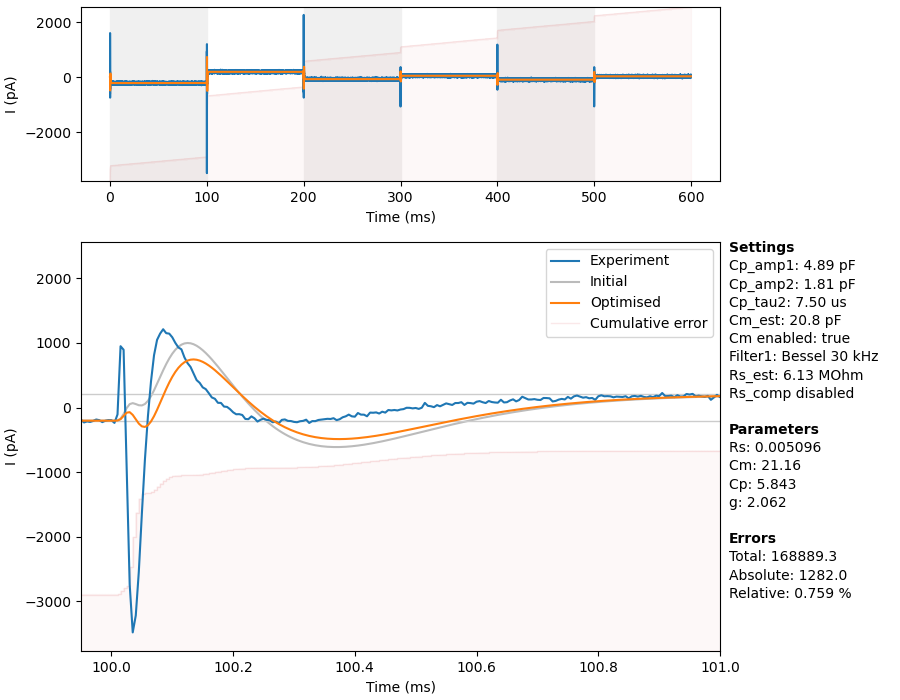 2000
0
−2000
I (pA)
0 100 200 300 400 500 600
Time (ms)
2000
1000
0
−1000
−2000
−3000
I (pA)
Experiment
Initial
Optimised
Cumulative error
100.0 100.2 100.4 100.6 100.8 101.0
Time (ms)
Settings
Cp_amp1: 4.89 pF
Cp_amp2: 1.81 pF
Cp_tau2: 7.50 us
Cm_est: 20.8 pF
Cm enabled: true
Filter1: Bessel 30 kHz
Rs_est: 6.13 MOhm
Rs_comp disabled
Parameters
Rs: 0.005096
Cm: 21.16
Cp: 5.843
g: 2.062
Errors
Total: 168889.3
Absolute: 1282.0
Relative: 0.759 %